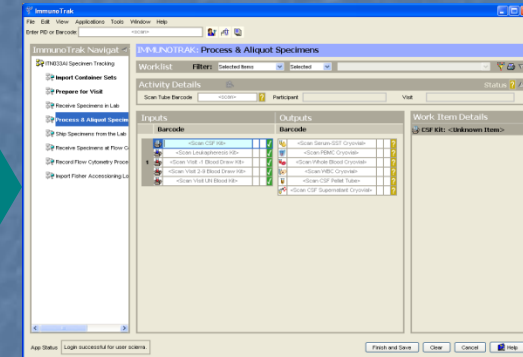 ImmunoTrak
File Edit View Applications Tools Window Help
Enter PID or Barcode: <scan>
ImmunoTrak Navigat
IMMUNOTRAK: Process & Aliquot Specimens
ITN033AI Specimen Tracking
Import Container Sets
Prepare for Visit
Receive Specimens in Lab
Process & Aliquot Specim
Ship Specimens from the Lab
Receive Specimens at Flow C
Record Flow Cytometry Proce
Import Fisher Accessioning Lo
Worklist Filter: Selected Items Selected
Activity Details Status
Scan Tube Barcode <scan> Participant Visit
Inputs
Barcode
<Scan CSF Kit>
<Scan Leukapheresis Kit>
1 <Scan Visit -1 Blood Draw Kit>
<Scan Visit 2-8 Blood Draw Kit>
<Scan Visit UN Blood Kit>
Outputs
Barcode
<Scan Serum-SST Cryovial>
<Scan PBMC Cryovial>
<Scan Whole Blood Cryovial>
<Scan WBC Cryovial>
<Scan CSF Pellet Tube>
<Scan CSF Supernatant Cryovial>
Work Item Details
CSF Kit: <Unknown Item>
App Status Login successful for user scierra.
Finish and Save Clear Cancel Help